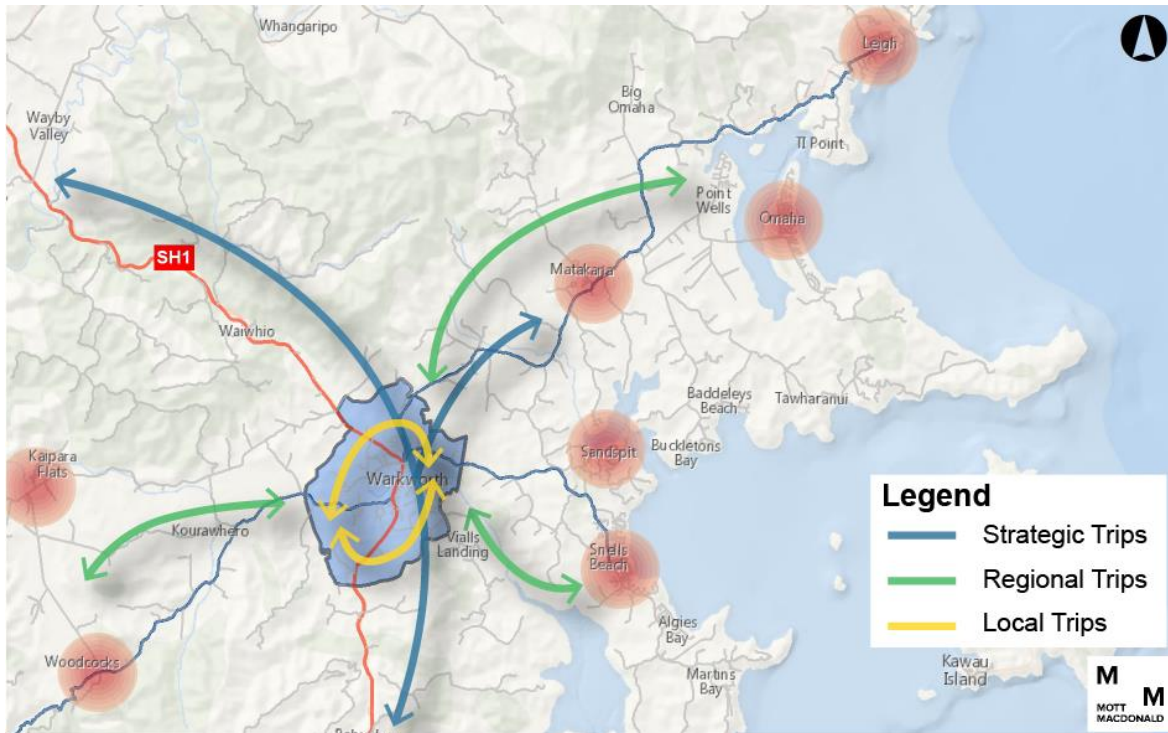 Whangaripo
Leigh
Wayby
Valley
Big
Omaha
TI Point
Point
Wells
Omaha
SH1
Matakana
Waiwhio
Baddeleys
Beach
Tawharanui
Kaipara
Flats
Sandspit
Buckletons
Bay
Warkworth
Kourawhero
Vialls
Landing
Snells
Beach
Algies
Bay
Woodcocks
Martins
Bay
Kawau
Island
Legend
Strategic Trips
Regional Trips
Local Trips
M
M
MOTT
MACDONALD